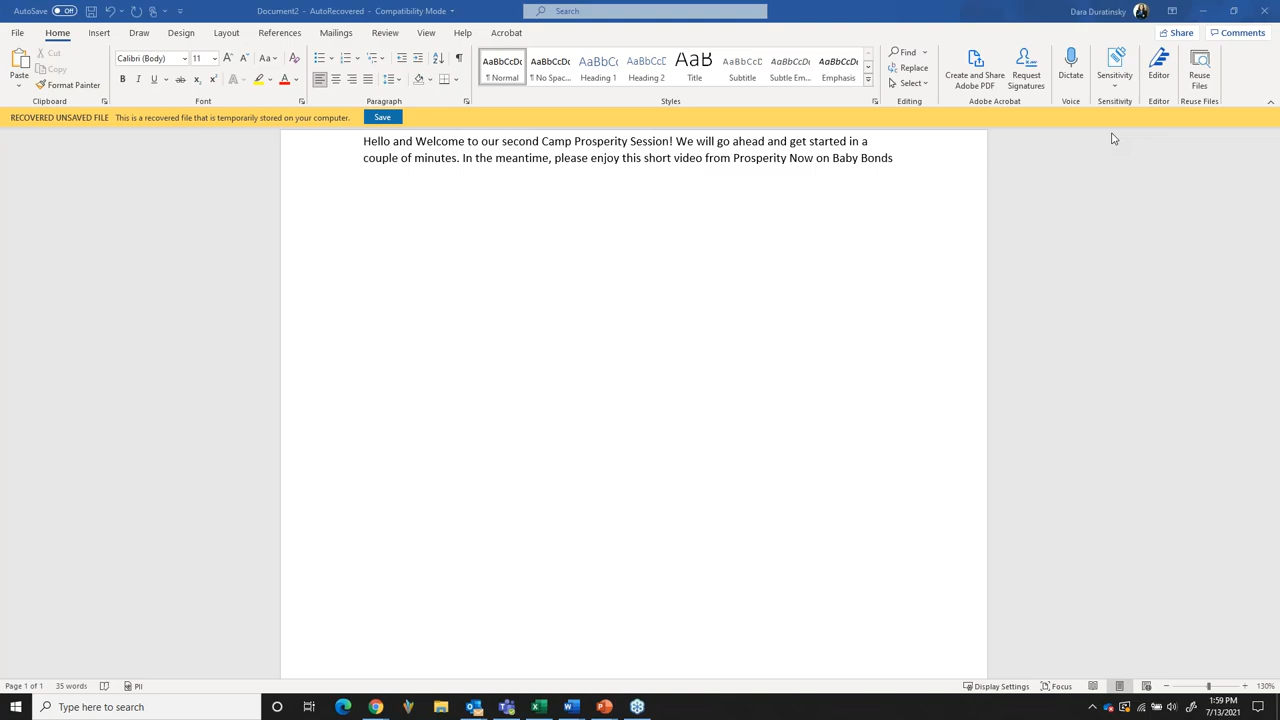 AutoSave Off Document2 - AutoRecovered - Compatibility Mode Search Dara Duratinsky
File Home Insert Draw Design Layout References Mailings Review View Help Acrobat Share Comments
Paste Cut Copy Format Painter Clipboard
Calibri (Body) 11 Font
Paragraph
AaBbCcDc AaBbCcDc AaBbC( AaBbCcD AaB AaBbCcD AaBbCcDc AaBbCcDc
¶ Normal ¶ No Spac... Heading 1 Heading 2 Title Subtitle Subtle Em... Emphasis
Styles
Find Replace Select Editing
Create and Share Adobe PDF Request Signatures Adobe Acrobat
Dictate Voice
Sensitivity Sensitivity
Editor Editor
Reuse Files Reuse Files
RECOVERED UNSAVED FILE This is a recovered file that is temporarily stored on your computer. Save
Hello and Welcome to our second Camp Prosperity Session! We will go ahead and get started in a
couple of minutes. In the meantime, please enjoy this short video from Prosperity Now on Baby Bonds
Page 1 of 1 35 words PII Display Settings Focus 130%
Type here to search 1:59 PM
7/13/2021